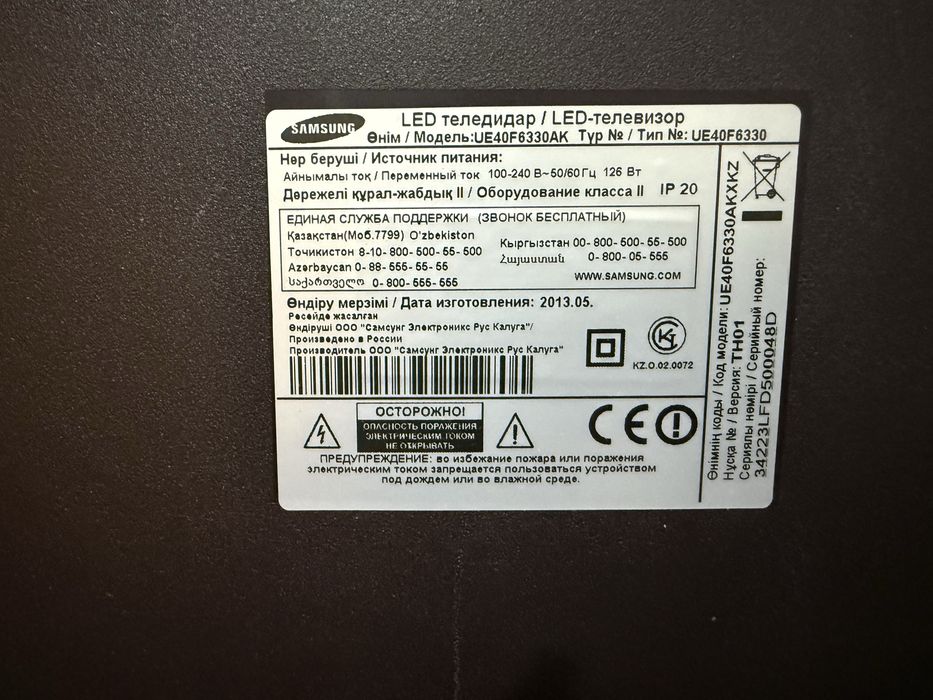 SAMSUNG
LED теледидар / LED-телевизор
Өнім / Модель:UE40F6330AK Түр № / Тип №: UE40F6330
Нәр беруші / Источник питания:
Айнымалы тоқ / Переменный ток 100-240 В~50/60Гц 126 Вт
Дәрежелі құрал-жабдық II / Оборудование класса II IP 20
ЕДИНАЯ СЛУЖБА ПОДДЕРЖКИ (ЗВОНОК БЕСПЛАТНЫЙ)
Қазақстан(Моб.7799) O'zbekiston
Тоҷикистон 8-10-800-500-55-500
Кыргызстан 00-800-500-55-500
Azərbaycan 0-88-555-55-55
Հայաստան 0-800-05-555
საქართველო 0-800-555-555
WWW.SAMSUNG.COM
Өндіру мерзімі / Дата изготовления: 2013.05.
Ресейде жасалған
Өндіруші ООО "Самсунг Электроникс Рус Калуга"/
Произведено в России
Производитель ООО "Самсунг Электроникс Рус Калуга"
KZ.O.02.0072
ОСТОРОЖНО!
ОПАСНОСТЬ ПОРАЖЕНИЯ
ЭЛЕКТРИЧЕСКИМ ТОКОМ
НЕ ОТКРЫВАТЬ
CE
ПРЕДУПРЕЖДЕНИЕ: во избежание пожара или поражения
электрическим током запрещается пользоваться устройством
под дождем или во влажной среде.
Өнімнің коды / Код модели: UE40F6330AKXKZ
Нұсқа № / Версия: TH01
Сериялы нөмірі / Серийный номер:
34223LFD500048D